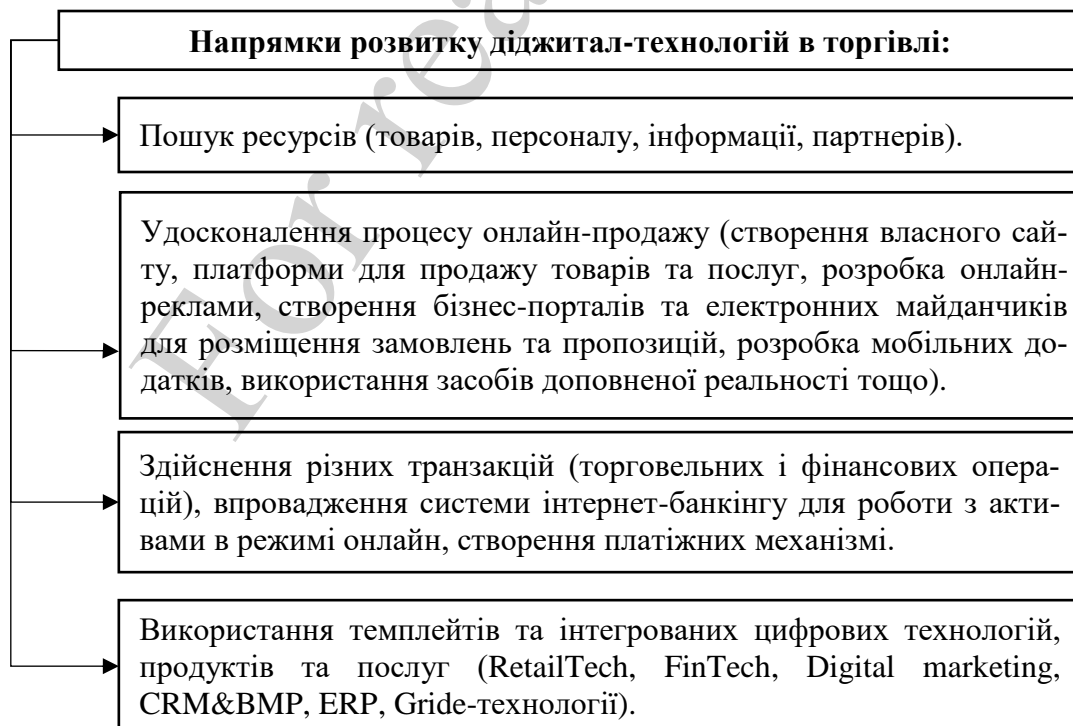 Напрямки розвитку діджитал-технологій в торгівлі:
Пошук ресурсів (товарів, персоналу, інформації, партнерів).
Удосконалення процесу онлайн-продажу (створення власного сай-
ту, платформи для продажу товарів та послуг, розробка онлайн-
реклами, створення бізнес-порталів та електронних майданчиків
для розміщення замовлень та пропозицій, розробка мобільних до-
датків, використання засобів доповненої реальності тощо).
Здійснення різних транзакцій (торговельних і фінансових опера-
цій), впровадження системи інтернет-банкінгу для роботи з акти-
вами в режимі онлайн, створення платіжних механізмі.
Використання темплейтів та інтегрованих цифрових технологій,
продуктів та послуг (RetailTech, FinTech, Digital marketing,
CRM&BMP, ERP, Gride-технології).
For rea